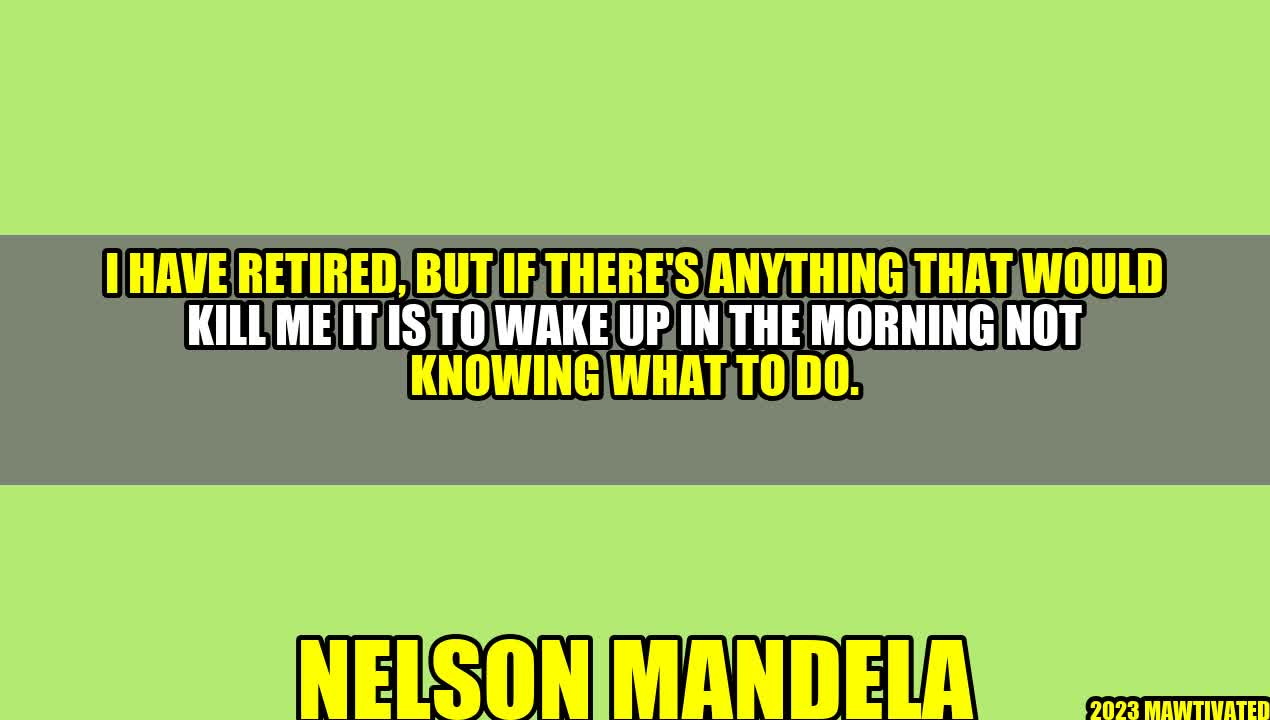 I HAVE RETIRED, BUT IF THERE'S ANYTHING THAT WOULD
KILL ME IT IS TO WAKE UP IN THE MORNING NOT
KNOWING WHAT TO DO.
NELSON MANDELA
2023 MAWTIVATED